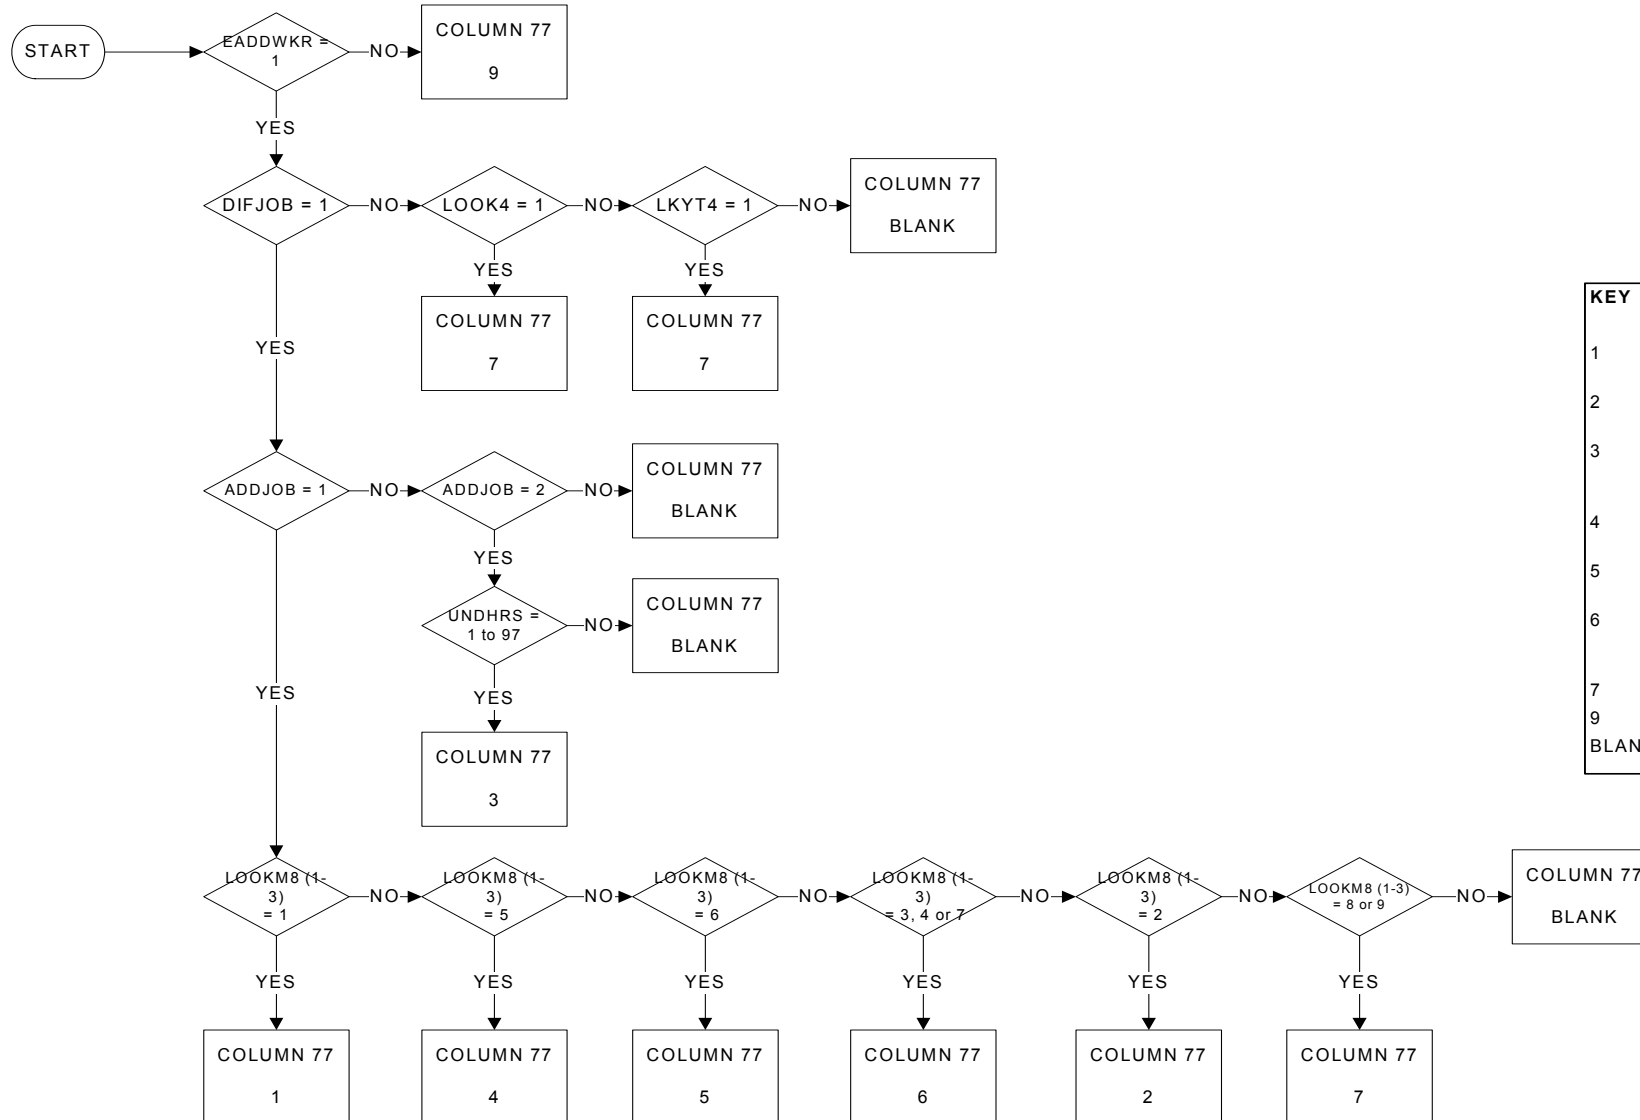 START
EADDWKR =
1
NO
COLUMN 77
9
YES
DIFJOB = 1
NO
LOOK4 = 1
NO
LKYT4 = 1
NO
COLUMN 77
BLANK
YES
YES
COLUMN 77
7
COLUMN 77
7
YES
KEY
1
2
3
4
5
6
7
9
BLAN
ADDJOB = 1
NO
ADDJOB = 2
NO
COLUMN 77
BLANK
YES
UNDHRS =
1 to 97
NO
COLUMN 77
BLANK
YES
YES
COLUMN 77
3
LOOKM8 (1-
3)
= 1
NO
LOOKM8 (1-
3)
= 5
NO
LOOKM8 (1-
3)
= 6
NO
LOOKM8 (1-
3)
= 3, 4 or 7
NO
LOOKM8 (1-
3)
= 2
NO
LOOKM8 (1-3)
= 8 or 9
NO
COLUMN 77
BLANK
YES
YES
YES
YES
YES
YES
COLUMN 77
1
COLUMN 77
4
COLUMN 77
5
COLUMN 77
6
COLUMN 77
2
COLUMN 77
7